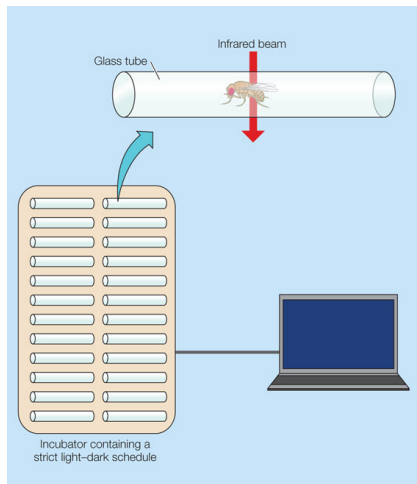 Infrared beam
Glass tube
Incubator containing a
strict light–dark schedule